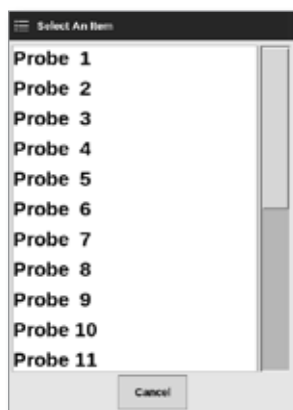 Select An Item
Probe 1
Probe 2
Probe 3
Probe 4
Probe 5
Probe 6
Probe 7
Probe 8
Probe 9
Probe 10
Probe 11
Cancel